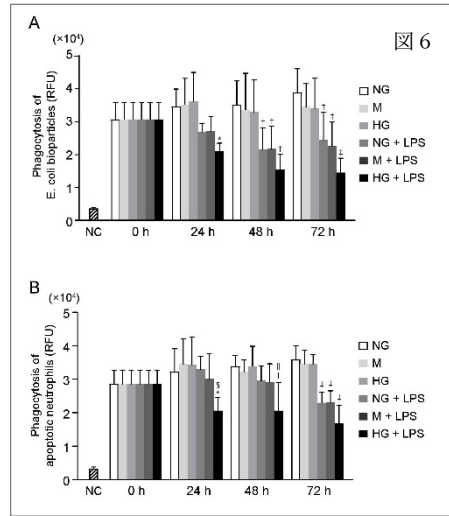 図 6
A
(×10⁴)
5
4
3
2
1
0
Phagocytosis of
E. coli bioparticles (RFU)
NC
0 h
24 h
48 h
72 h
*
+
+
†
†
†
‡
NG
M
HG
NG + LPS
M + LPS
HG + LPS
B
(×10⁴)
5
4
3
2
1
0
Phagocytosis of
apoptotic neutrophils (RFU)
NC
0 h
24 h
48 h
72 h
§
*
||
NG
M
HG
NG + LPS
M + LPS
HG + LPS